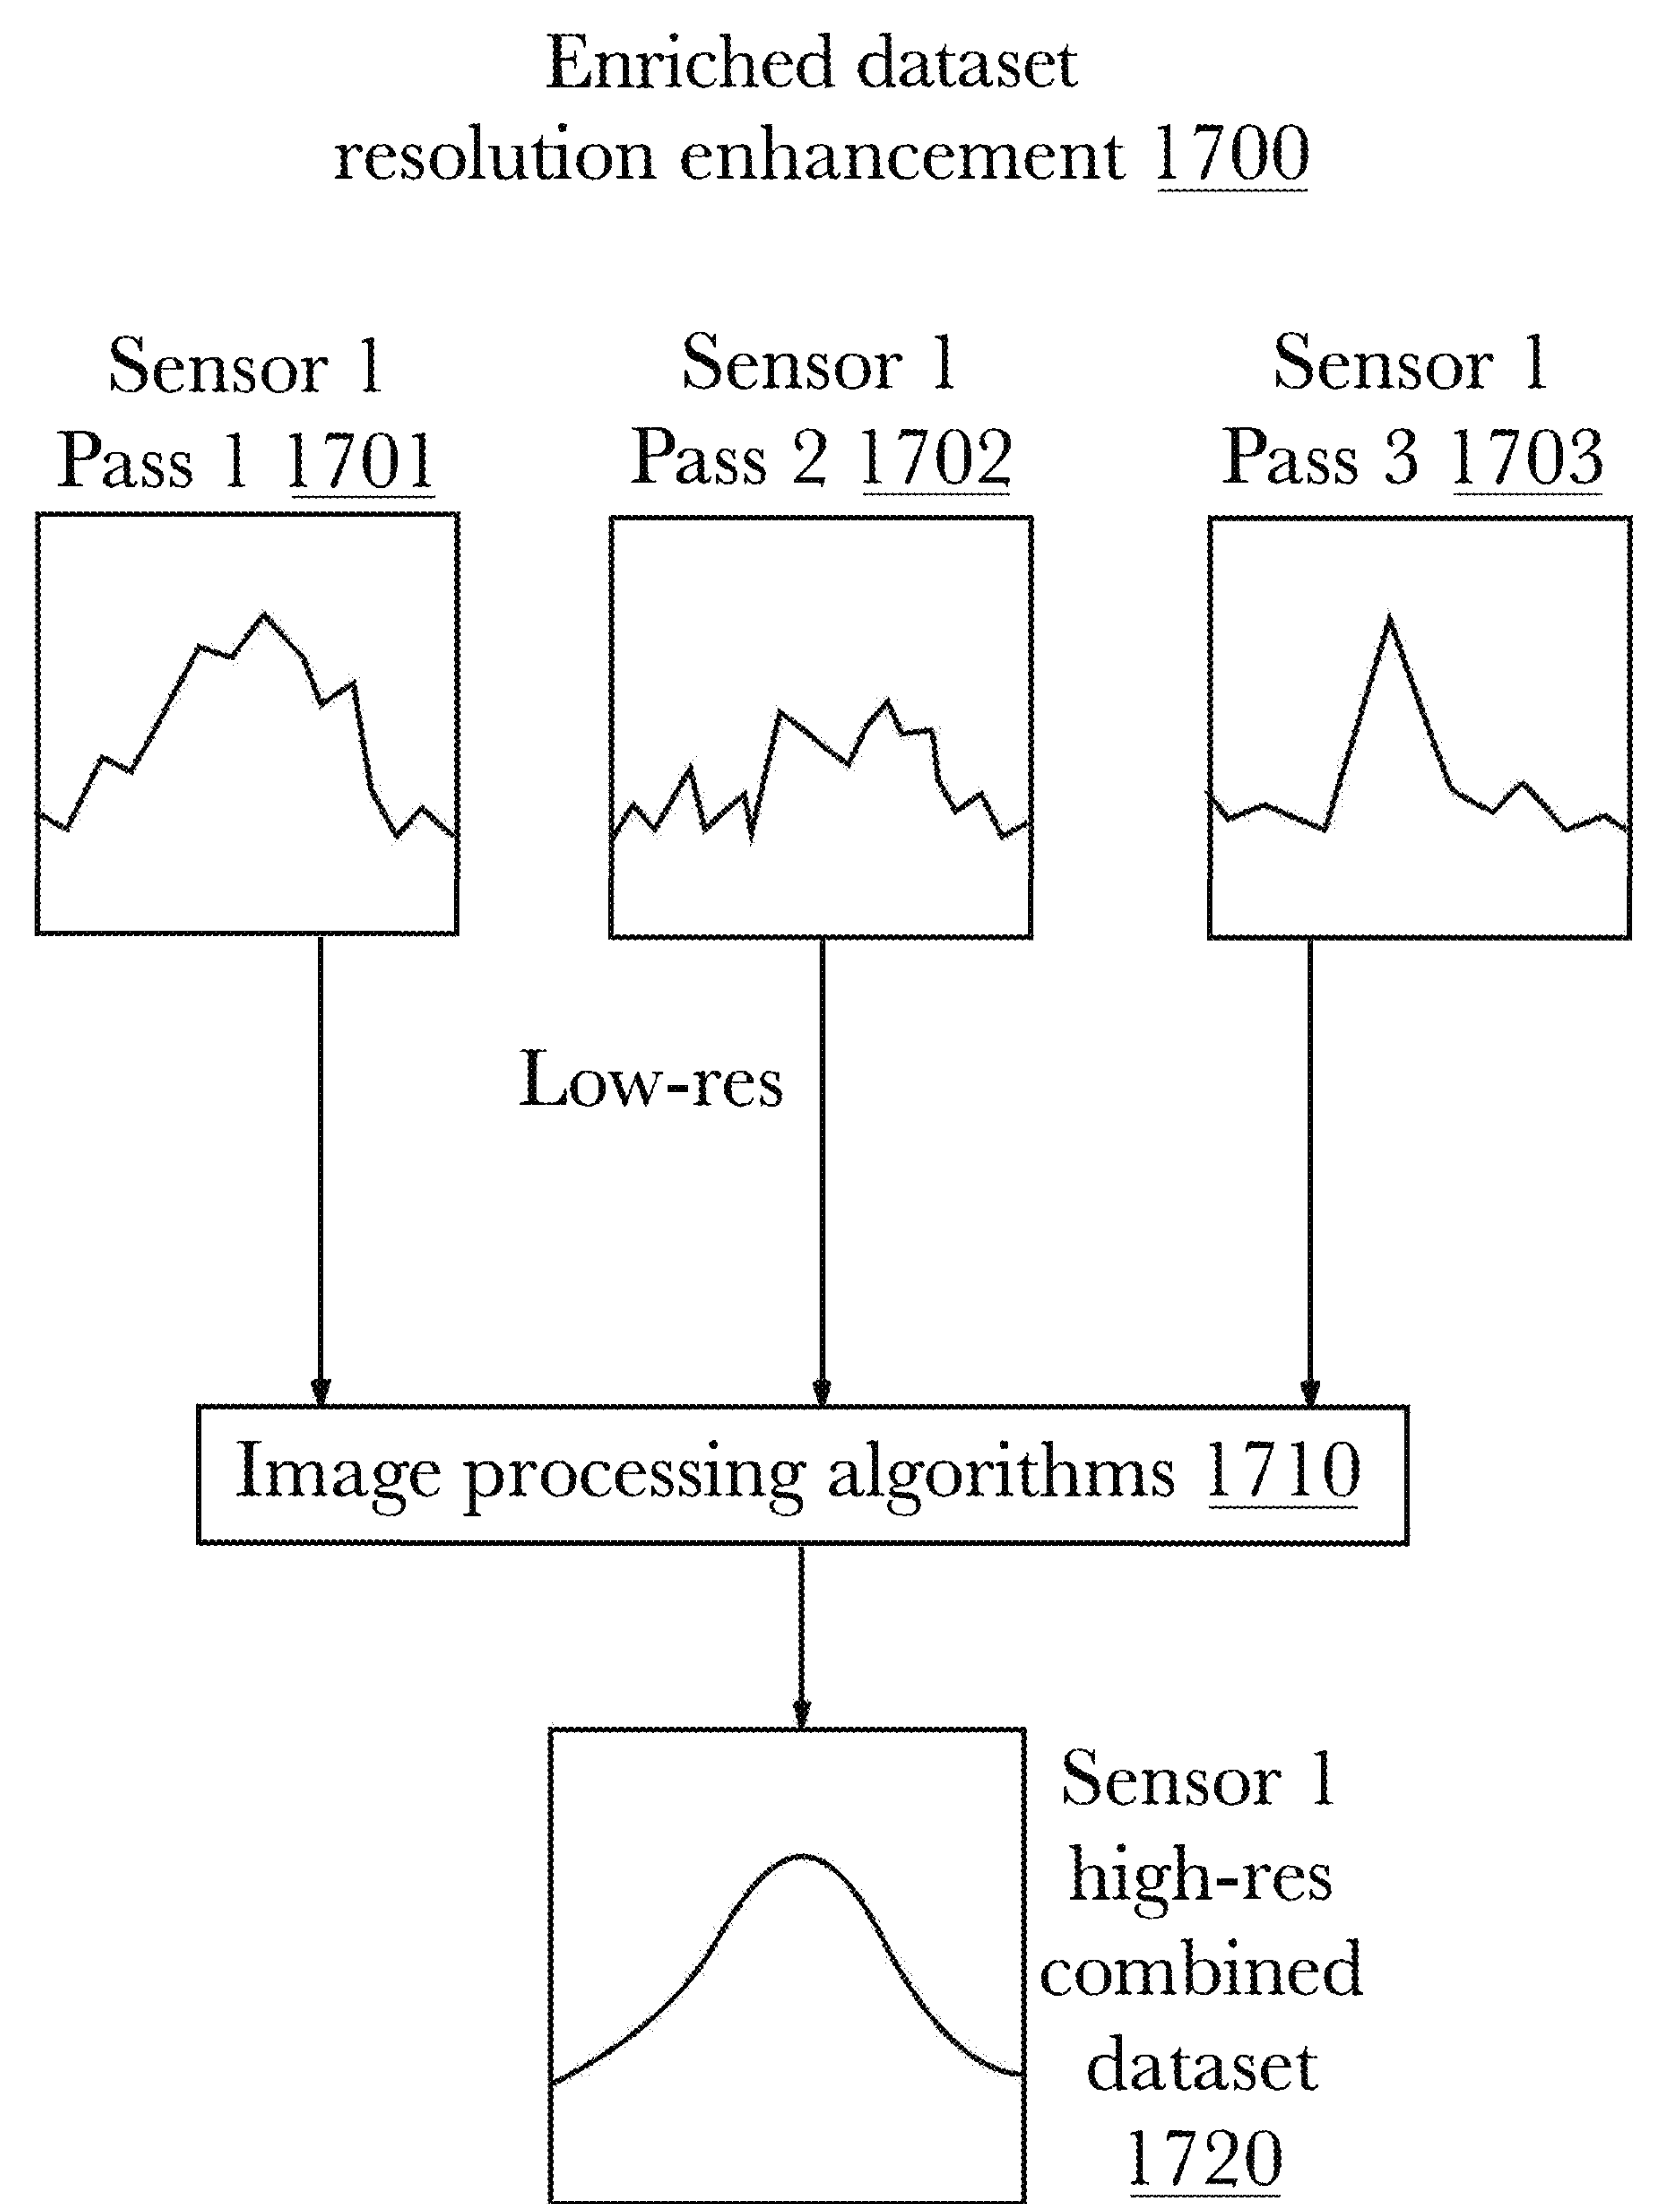 Enriched dataset
resolution enhancement 1700
Sensor 1
Pass 1 1701
Sensor 1
Pass 2 1702
Sensor 1
Pass 3 1703
Low-res
Image processing algorithms 1710
Sensor 1
high-res
combined
dataset
1720